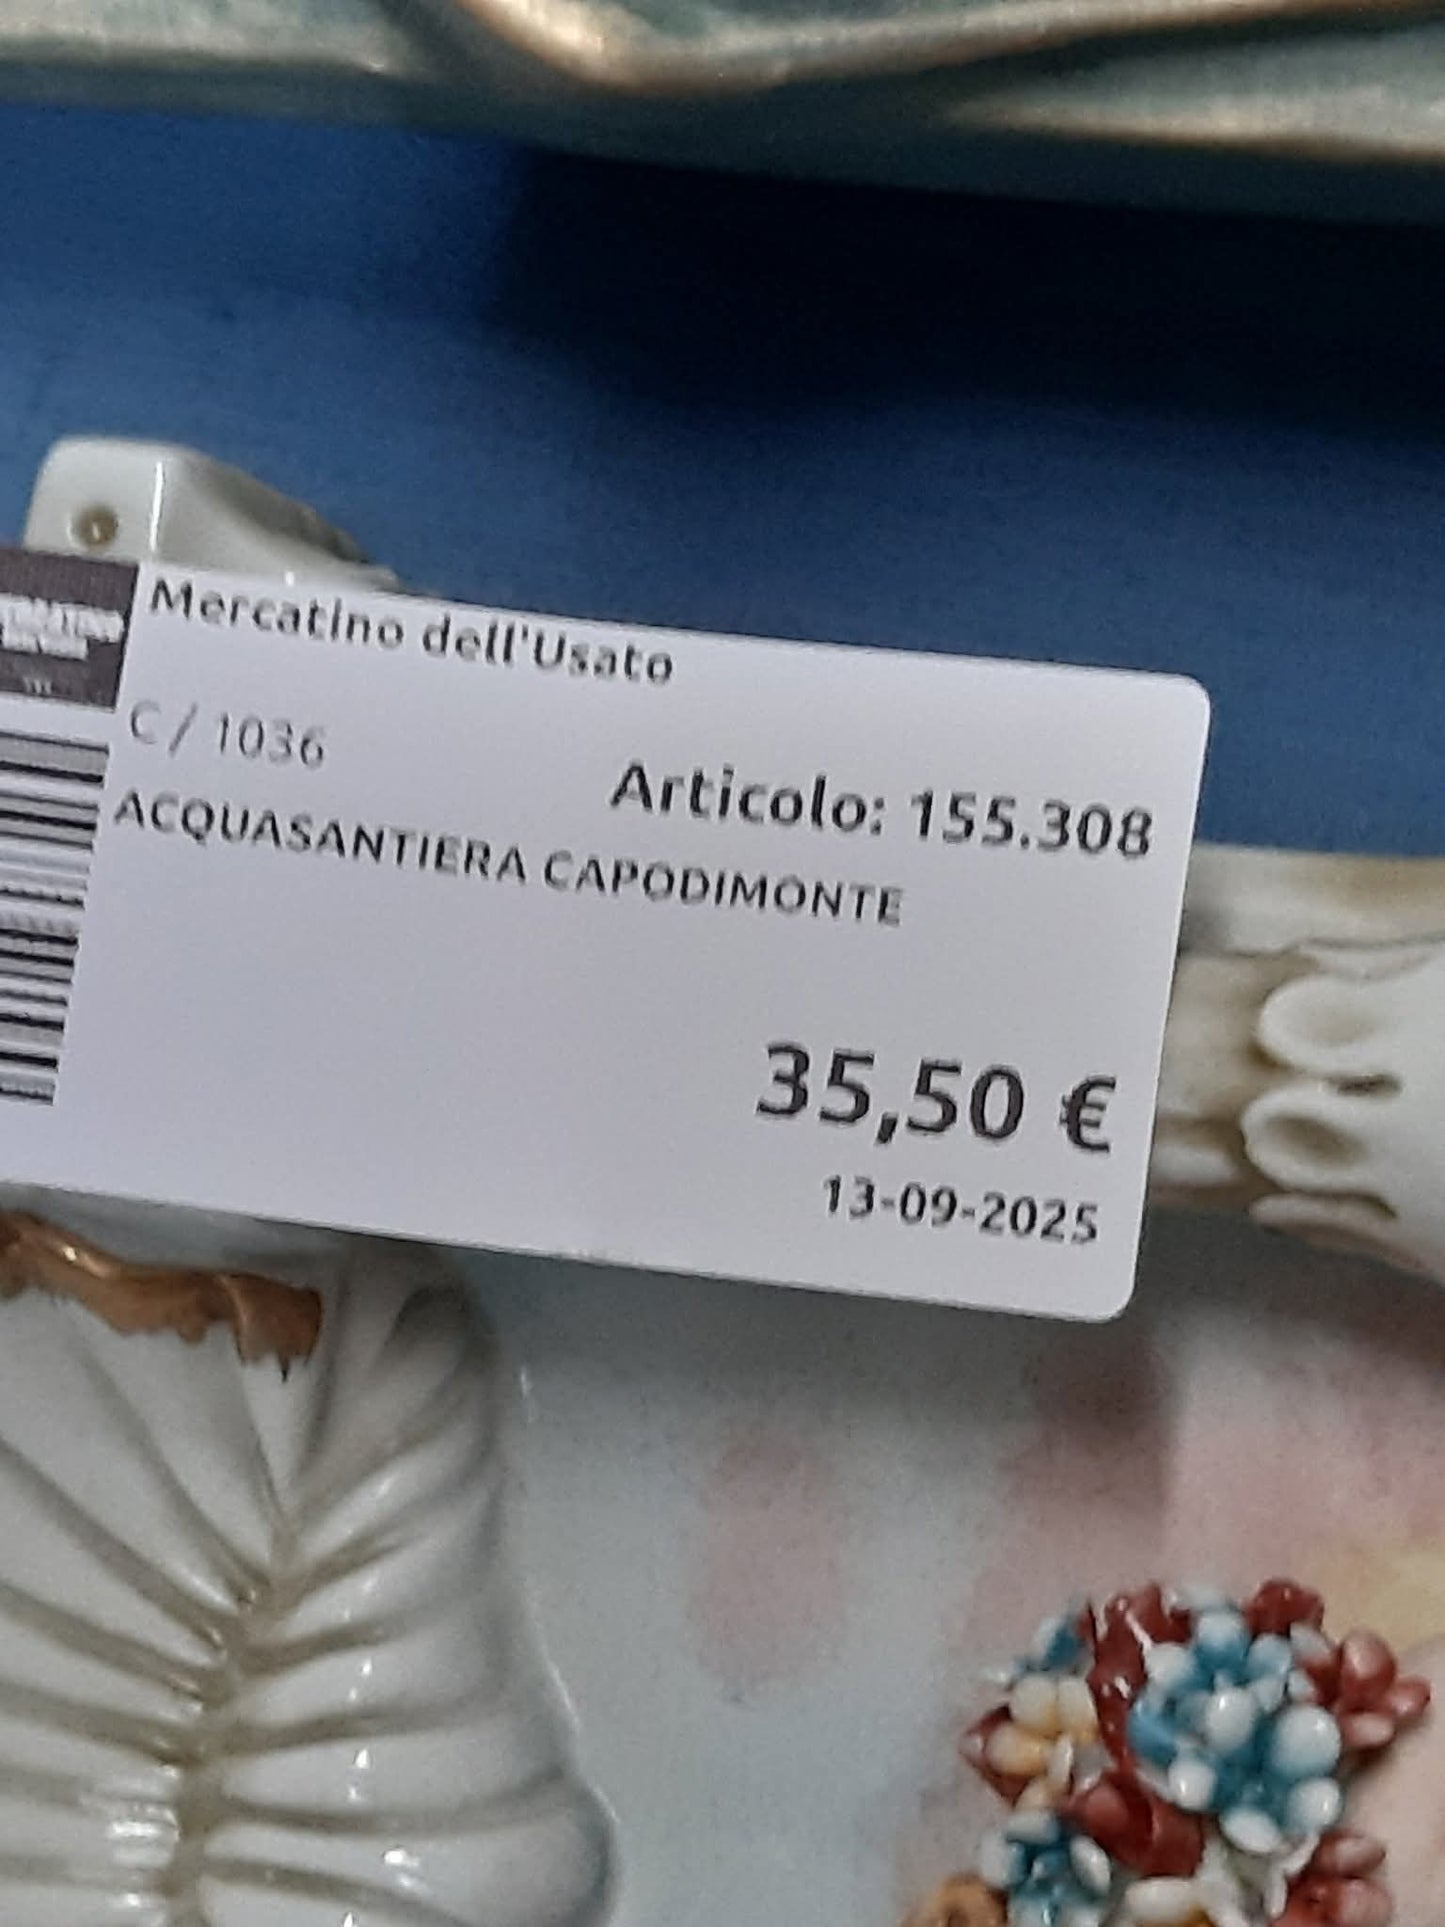 Mercatino dell'Usato
C/ 1036
Articolo: 155.308
ACQUASANTIERA CAPODIMONTE
35,50 €
13-09-2025